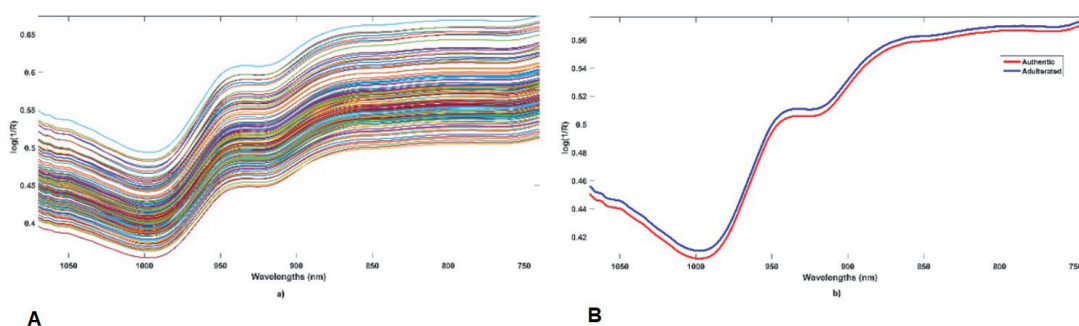 0.65
0.6
0.55
0.5
0.45
0.4
log(1/R)
1050 1000 950 900 850 800 750
Wavelengths (nm)
a)
A
0.56
0.54
0.52
0.5
0.48
0.46
0.44
0.42
log(1/R)
Authentic
Adulterated
1050 1000 950 900 850 800 750
Wavelengths (nm)
b)
B